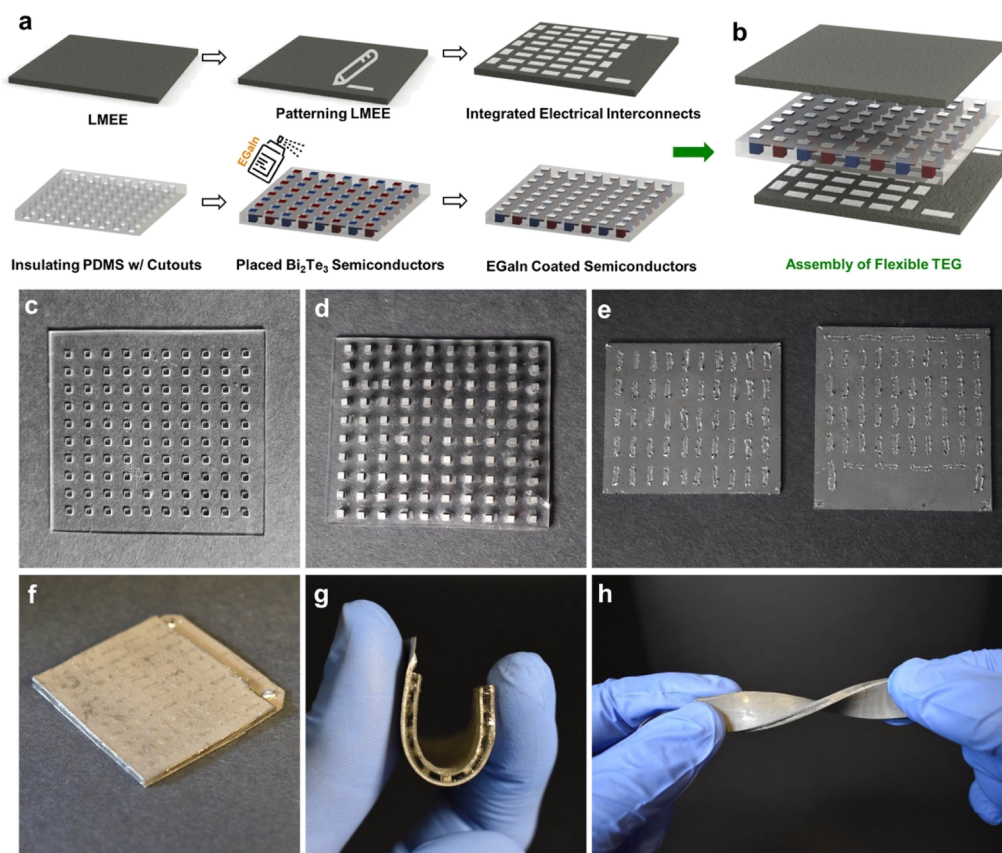 a
b
LMEE
Patterning LMEE
Integrated Electrical Interconnects
EGaIn
Insulating PDMS w/ Cutouts
Placed Bi₂Te₃ Semiconductors
EGaIn Coated Semiconductors
Assembly of Flexible TEG
c
d
e
f
g
h